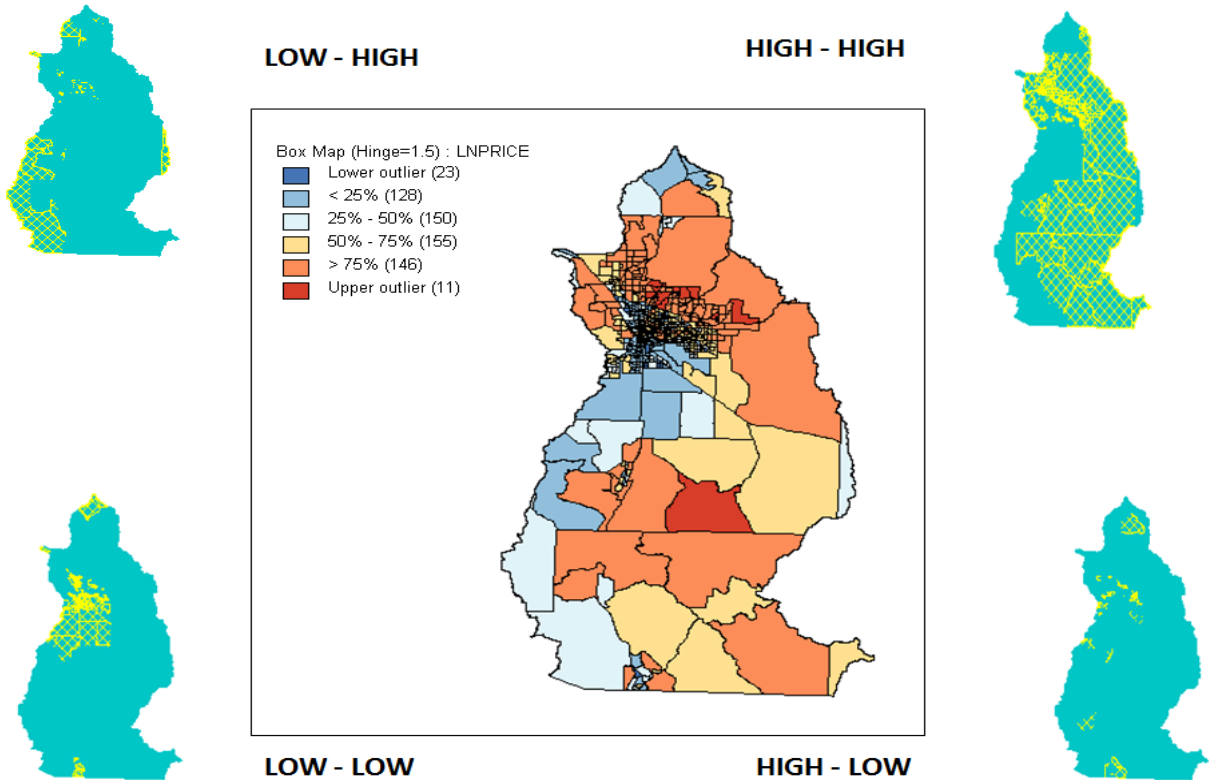 LOW - HIGH
HIGH - HIGH
Box Map (Hinge=1.5) : LNPRICE
Lower outlier (23)
< 25% (128)
25% - 50% (150)
50% - 75% (155)
> 75% (146)
Upper outlier (11)
LOW - LOW
HIGH - LOW